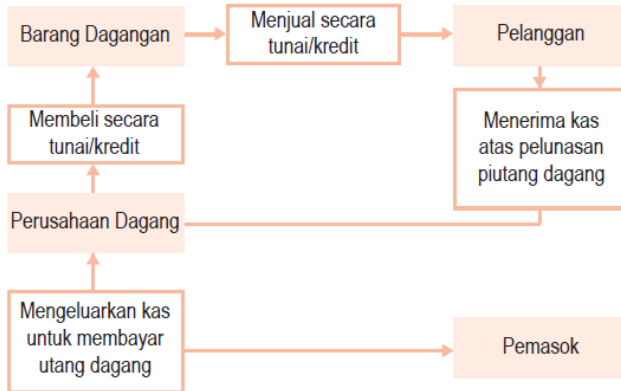 Barang Dagangan
Menjual secara
tunai/kredit
Pelanggan
Membeli secara
tunai/kredit
Menerima kas
atas pelunasan
piutang dagang
Perusahaan Dagang
Mengeluarkan kas
untuk membayar
utang dagang
Pemasok